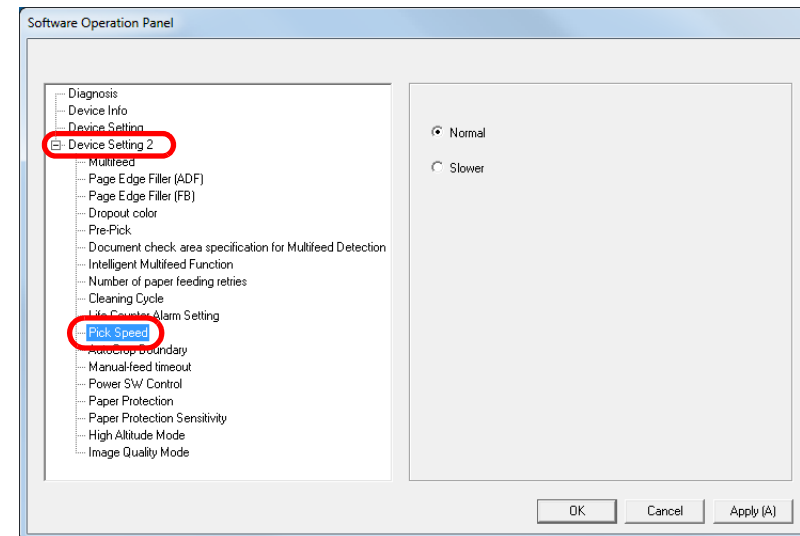 Software Operation Panel
Diagnosis
Device Info
Device Setting
Device Setting 2
Multifeed
Page Edge Filler (ADF)
Page Edge Filler (FB)
Dropout color
Pre-Pick
Document check area specification for Multifeed Detection
Intelligent Multifeed Function
Number of paper feeding retries
Cleaning Cycle
Life Counter Alarm Setting
Pick Speed
AutoCrop Boundary
Manual-feed timeout
Power SW Control
Paper Protection
Paper Protection Sensitivity
High Altitude Mode
Image Quality Mode
Normal
Slower
OK Cancel Apply (A)